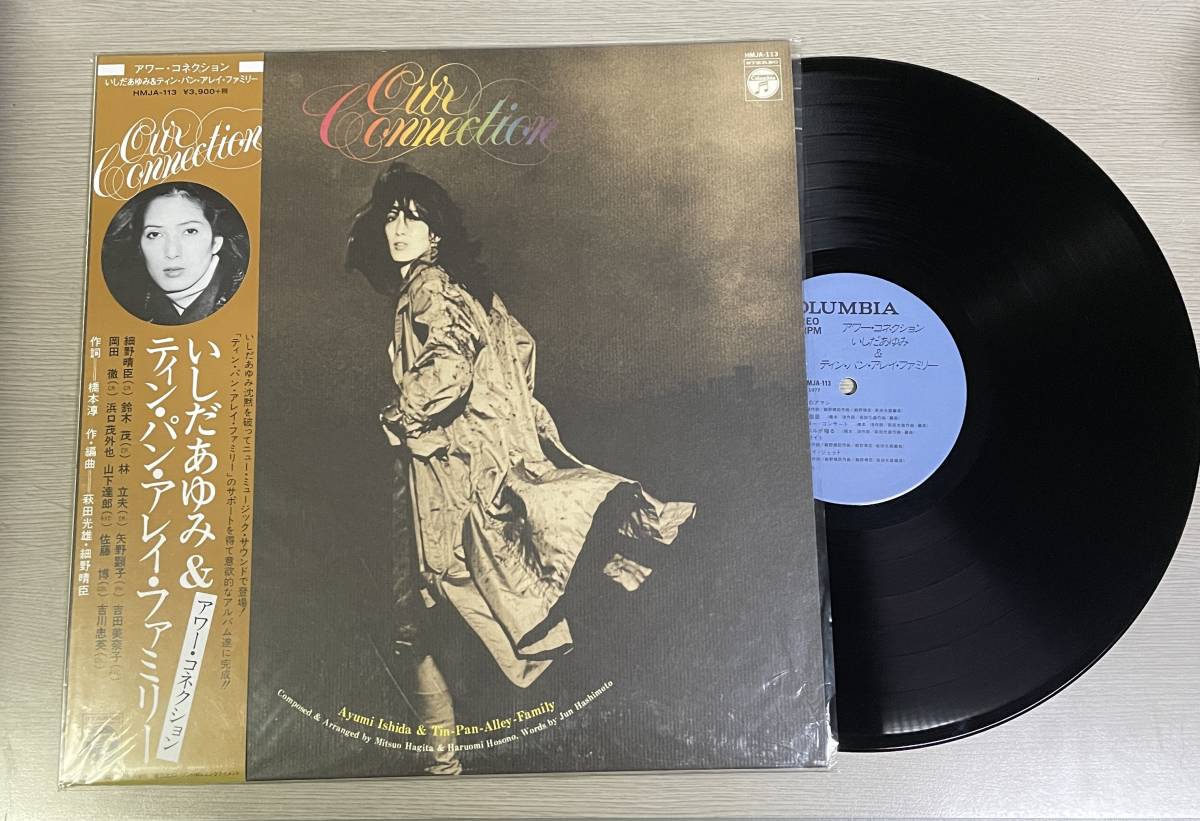 アワー・コネクション
いしだあゆみ&ティン・パン・アレイ・ファミリー
HMJA-113 ¥3,900+税
Our
Connection
いしだあゆみ沈黙を破ってニュー・ミュージック・サウンドで登場!
「ティン・パン・アレイ・ファミリー」のサポートを得て意欲的なアルバム遂に完成!!
いしだあゆみ&
ティン・パン・アレイ・ファミリー
アワー・コネクション
細野晴臣 鈴木 茂 林 立夫 矢野顕子 吉田美奈子
岡田 徹 浜口茂外也 山下達郎 佐藤 博 吉川忠英
作詞──橋本淳 作・編曲──萩田光雄・細野晴臣
HMJA-113
STEREO
Columbia
Our
Connection
Ayumi Ishida & Tin-Pan-Alley-Family
Composed & Arranged by Mitsuo Hagita & Haruomi Hosono, Words by Jun Hashimoto
OLUMBIA
EO
RPM
アワー・コネクション
いしだあゆみ
&
ティン・パン・アレイ・ファミリー
MJA-113
1977